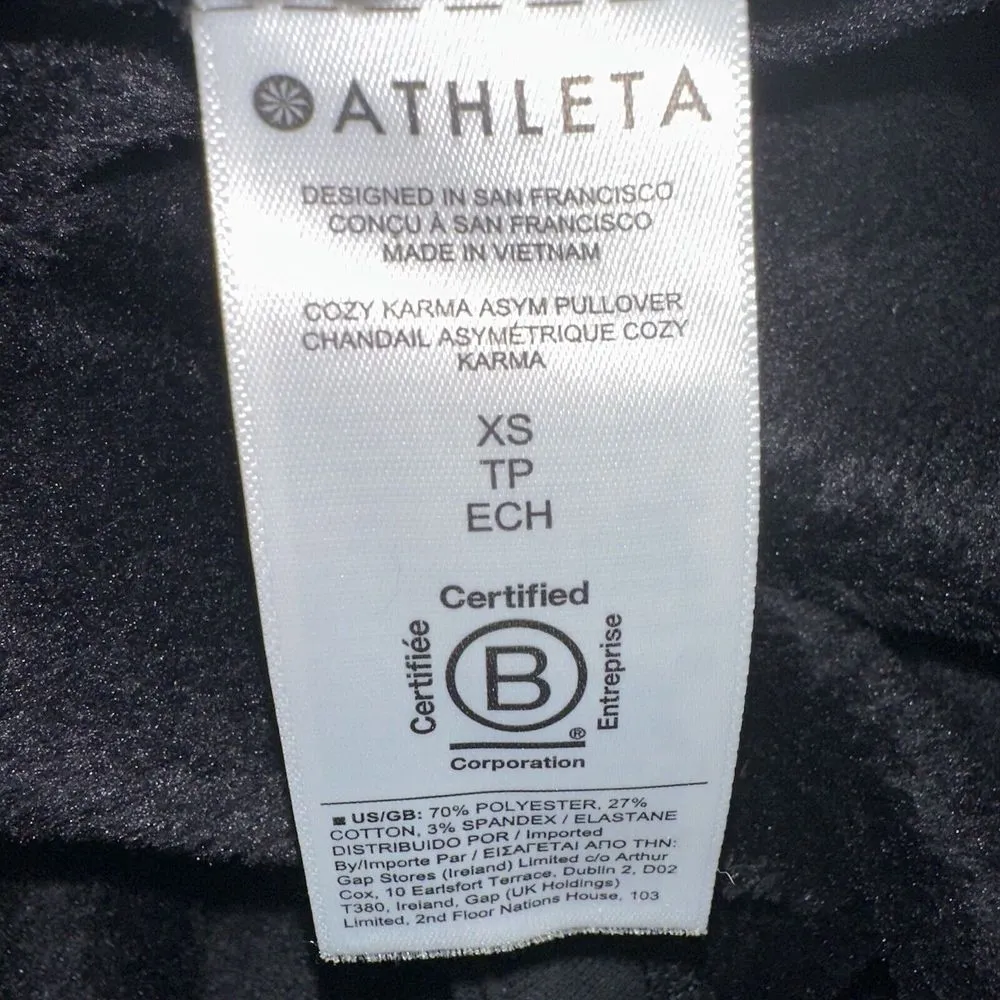 ATHLETA
DESIGNED IN SAN FRANCISCO
CONÇU À SAN FRANCISCO
MADE IN VIETNAM
COZY KARMA ASYM PULLOVER
CHANDAIL ASYMÉTRIQUE COZY
KARMA
XS
TP
ECH
Certified
Certifiée
B
Entreprise
®
Corporation
US/GB: 70% POLYESTER, 27%
COTTON, 3% SPANDEX / ELASTANE
DISTRIBUIDO POR / Imported
By/Importe Par / ΕΙΣΑΓΕΤΑΙ ΑΠΟ ΤΗΝ:
Gap Stores (Ireland) Limited c/o Arthur
Cox, 10 Earlsfort Terrace, Dublin 2, D02
T380, Ireland, Gap (UK Holdings)
Limited, 2nd Floor Nations House, 103